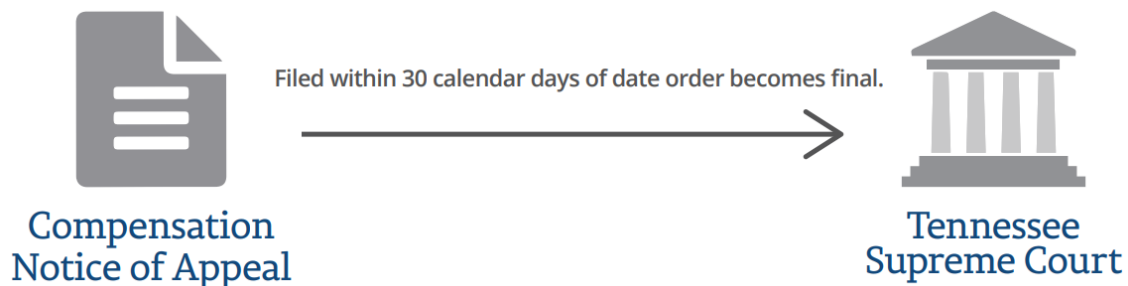 Filed within 30 calendar days of date order becomes final.
Compensation
Notice of Appeal
Tennessee
Supreme Court